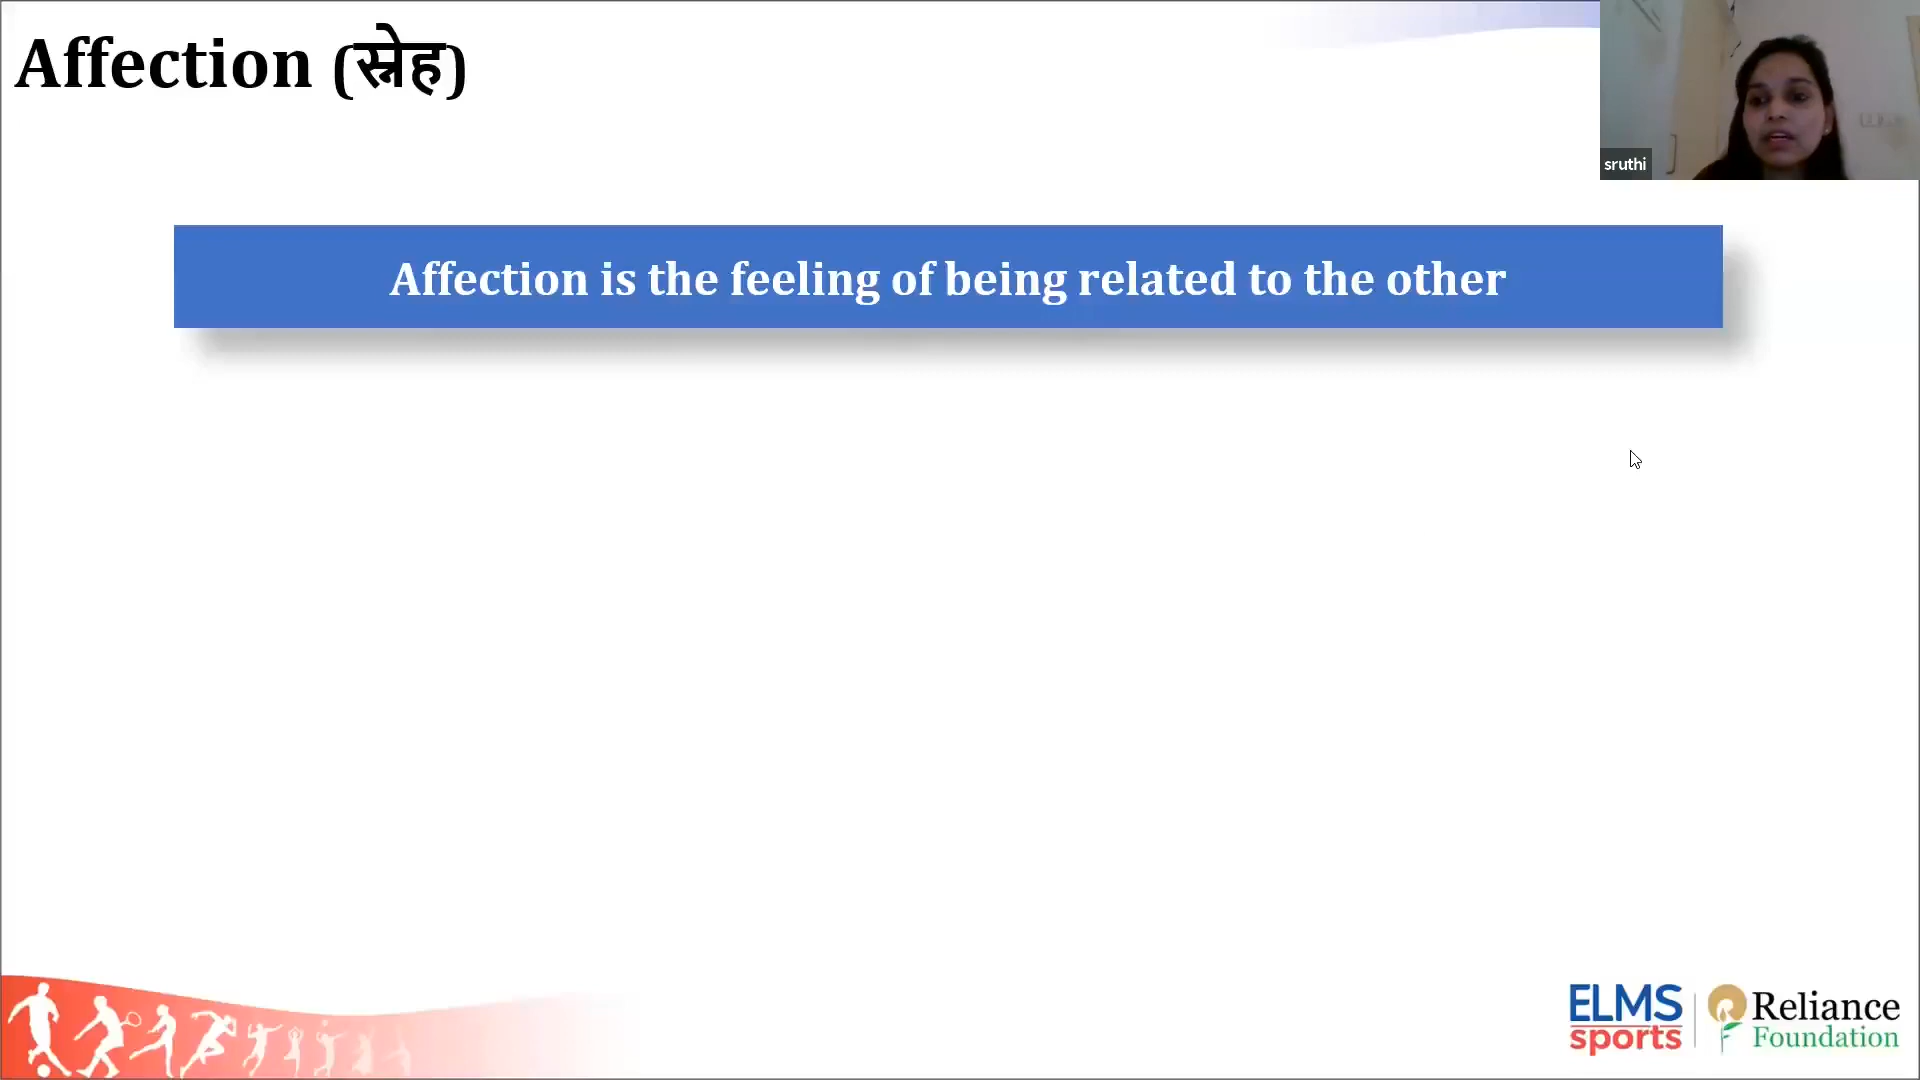 Affection (स्नेह)
sruthi
Affection is the feeling of being related to the other
ELMS
sports
Reliance
Foundation